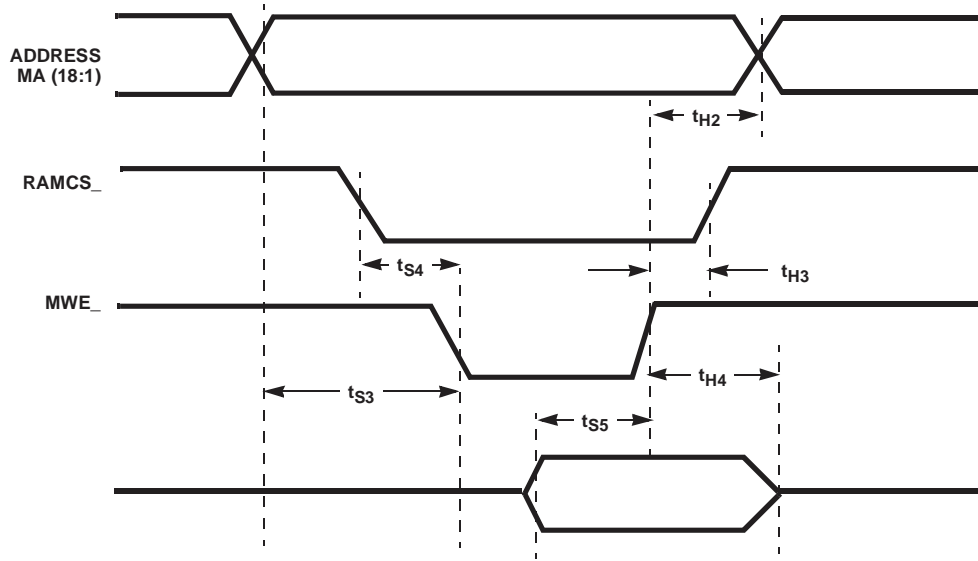 ADDRESS
MA (18:1)
tH2
RAMCS_
tS4
tH3
MWE_
tS3
tH4
tS5